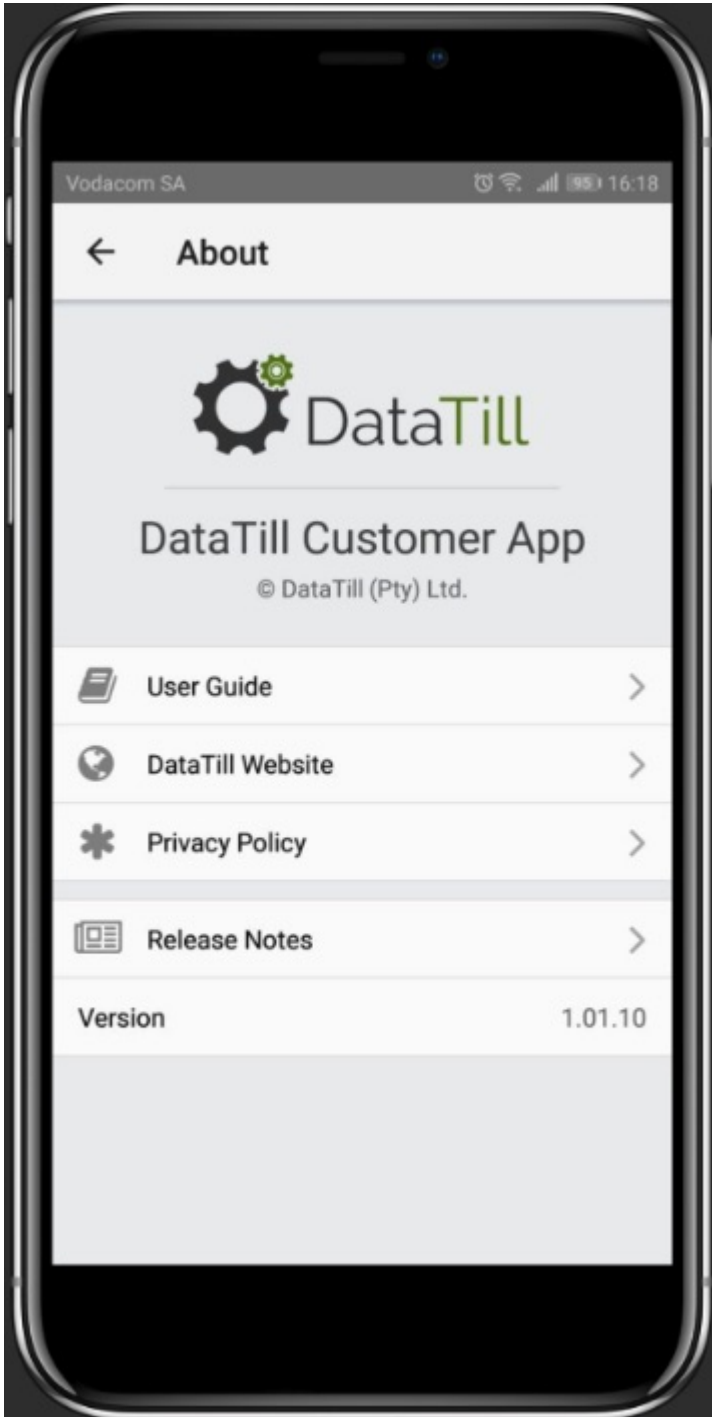 Vodacom SA 95 16:18
About
DataTill
DataTill Customer App
© DataTill (Pty) Ltd.
User Guide
DataTill Website
Privacy Policy
Release Notes
Version 1.01.10